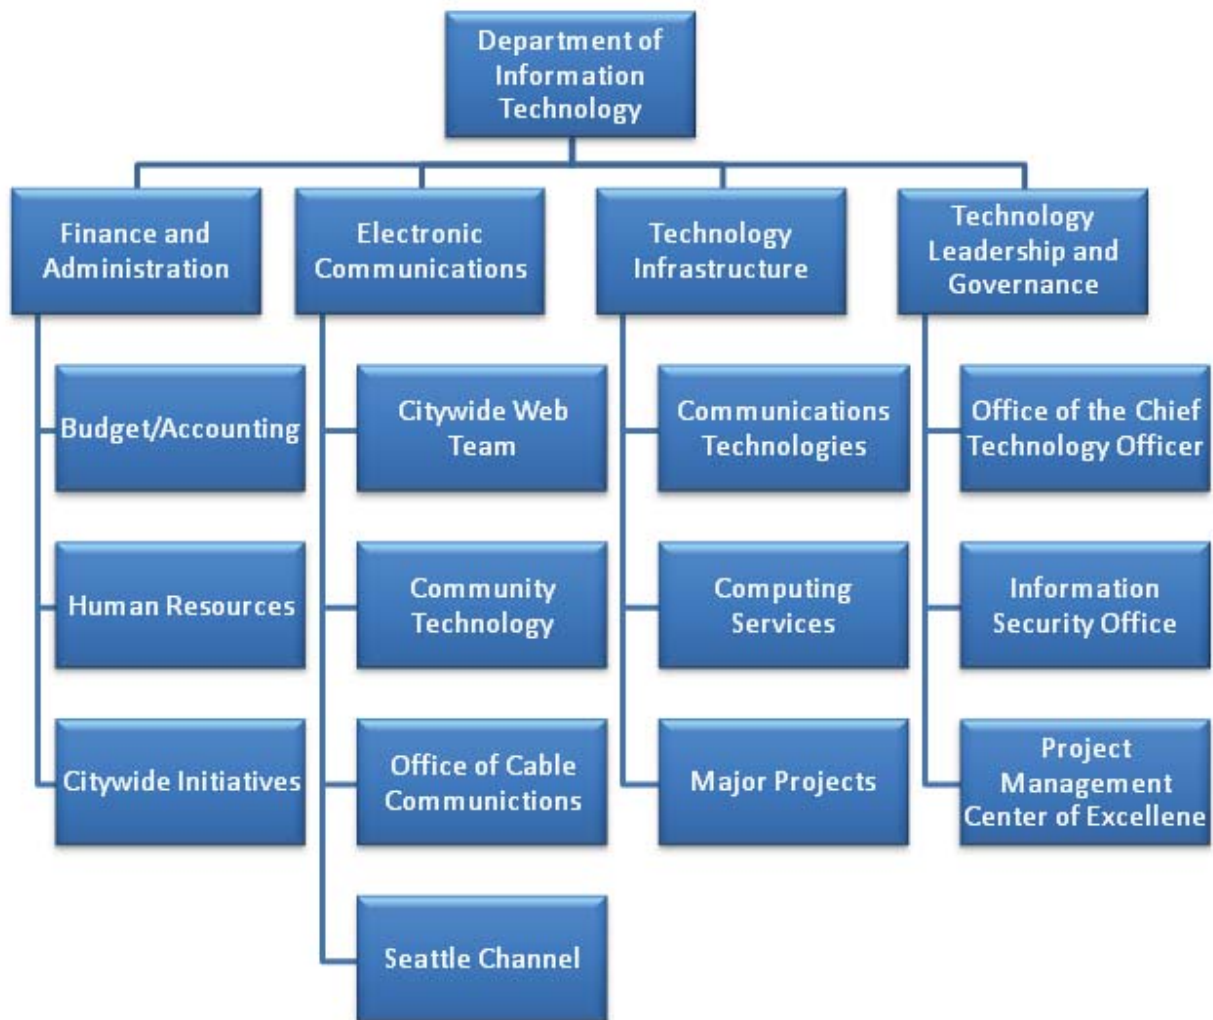 Department of
Information
Technology
Finance and
Administration
Electronic
Communications
Technology
Infrastructure
Technology
Leadership and
Governance
Budget/Accounting
Human Resources
Citywide Initiatives
Citywide Web
Team
Community
Technology
Office of Cable
Communictions
Seattle Channel
Communications
Technologies
Computing
Services
Major Projects
Office of the Chief
Technology Officer
Information
Security Office
Project
Management
Center of Excellene